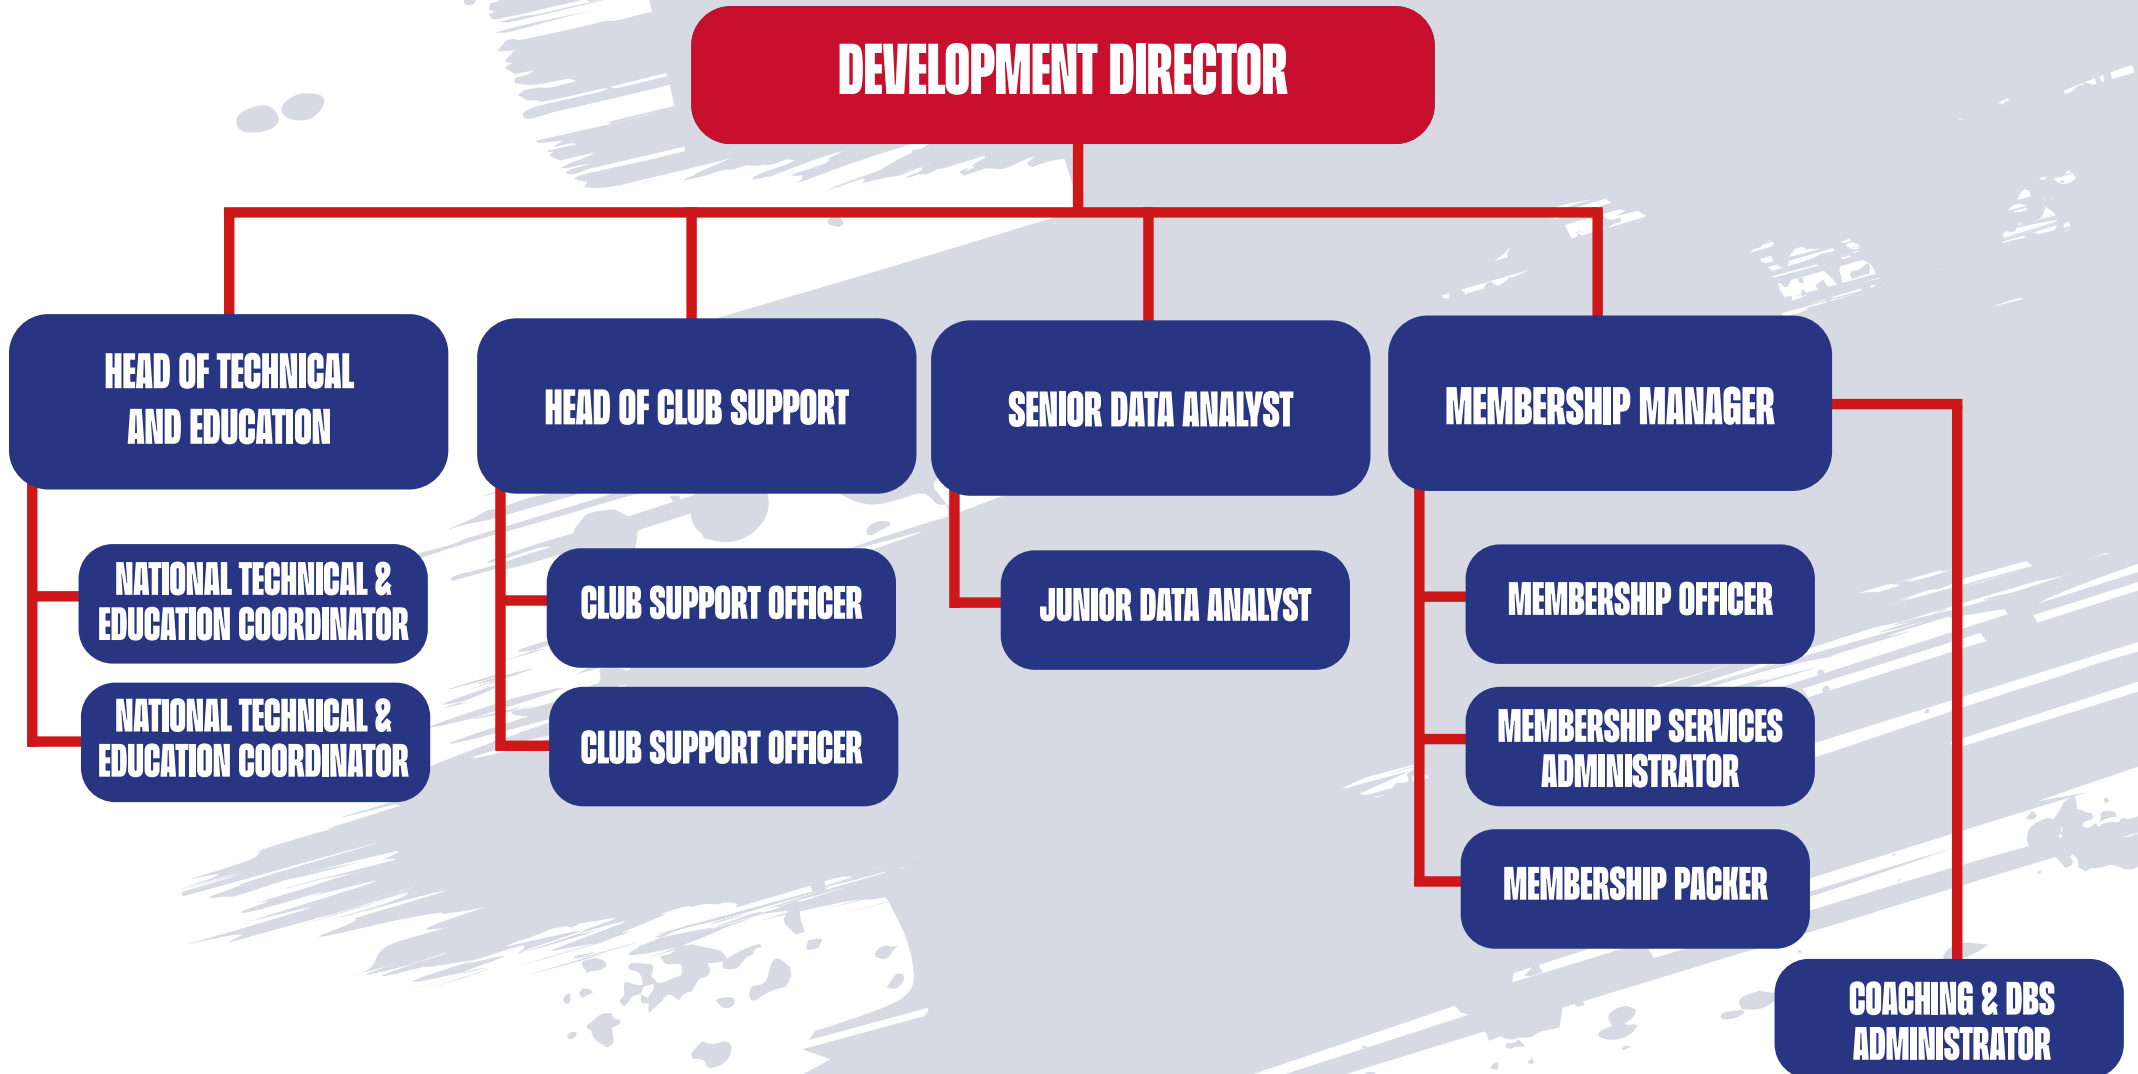 DEVELOPMENT DIRECTOR
HEAD OF TECHNICAL
AND EDUCATION
HEAD OF CLUB SUPPORT
SENIOR DATA ANALYST
MEMBERSHIP MANAGER
NATIONAL TECHNICAL &
EDUCATION COORDINATOR
NATIONAL TECHNICAL &
EDUCATION COORDINATOR
CLUB SUPPORT OFFICER
CLUB SUPPORT OFFICER
JUNIOR DATA ANALYST
MEMBERSHIP OFFICER
MEMBERSHIP SERVICES
ADMINISTRATOR
MEMBERSHIP PACKER
COACHING & DBS
ADMINISTRATOR